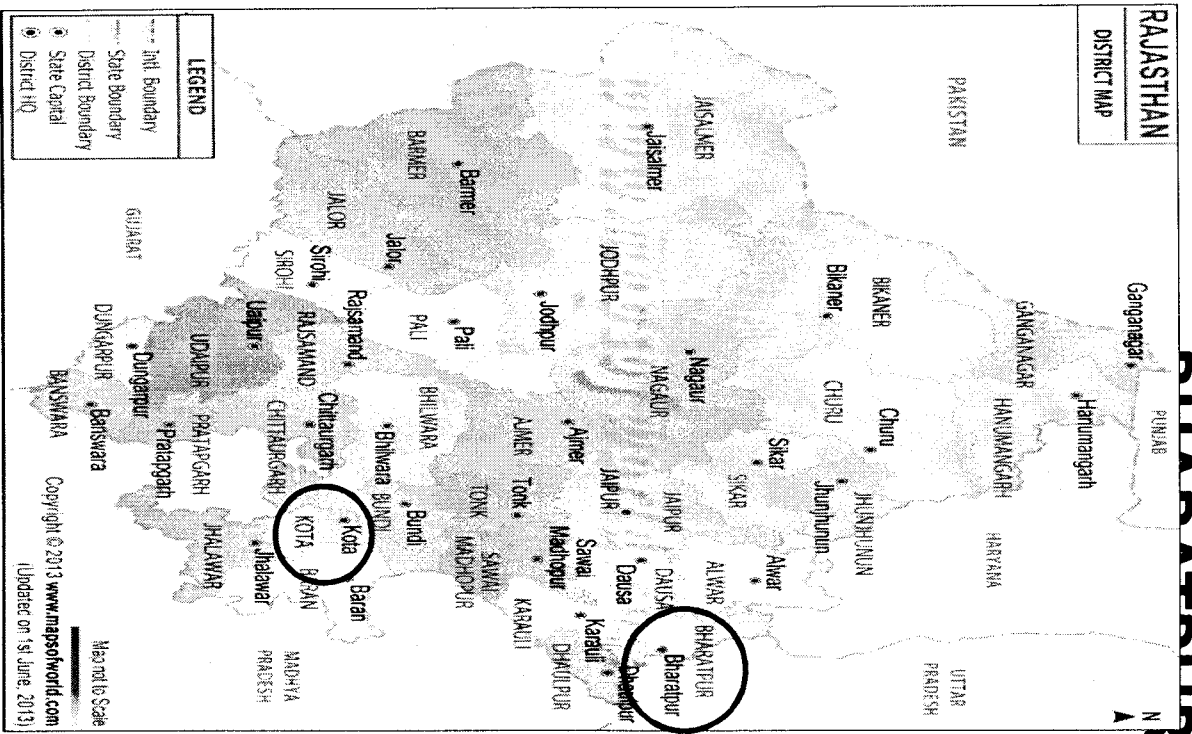 RAJASTHAN
DISTRICT MAP
N
PAKISTAN
PUNJAB
HARYANA
UTTAR
PRADESH
MADHYA
PRADESH
GUJARAT
Ganganagar
GANGANAGAR
Hanumangarh
HANUMANGARH
BIKANER
Bikaner
CHURU
Churu
JHUNJHUNUN
Jhunjhunun
SIKAR
Sikar
ALWAR
Alwar
JAISALMER
Jaisalmer
JODHPUR
Jodhpur
NAGAUR
Nagaur
JAIPUR
JAIPUR
DAUSA
Dausa
BHARATPUR
Bharatpur
DHAULPUR
KARAULI
Karauli
SAWAI
MADHOPUR
Sawai
Madhopur
TONK
Tonk
AJMER
Ajmer
BARMER
Barmer
JALOR
Jalor
PALI
Pali
SIROHI
Sirohi
RAJSAMAND
Rajsamand
BHILWARA
Bhilwara
BUNDI
Bundi
KOTA
Kota
BARAN
Baran
CHITTAURGARH
Chittaurgarh
UDAIPUR
Udaipur
JHALAWAR
Jhalawar
PRATAPGARH
Pratapgarh
DUNGARPUR
Dungarpur
BANSWARA
Banswara
LEGEND
Intl. Boundary
State Boundary
District Boundary
State Capital
District HQ
Map not to Scale
Copyright © 2013 www.mapsofworld.com
(Updated on 1st June, 2013)